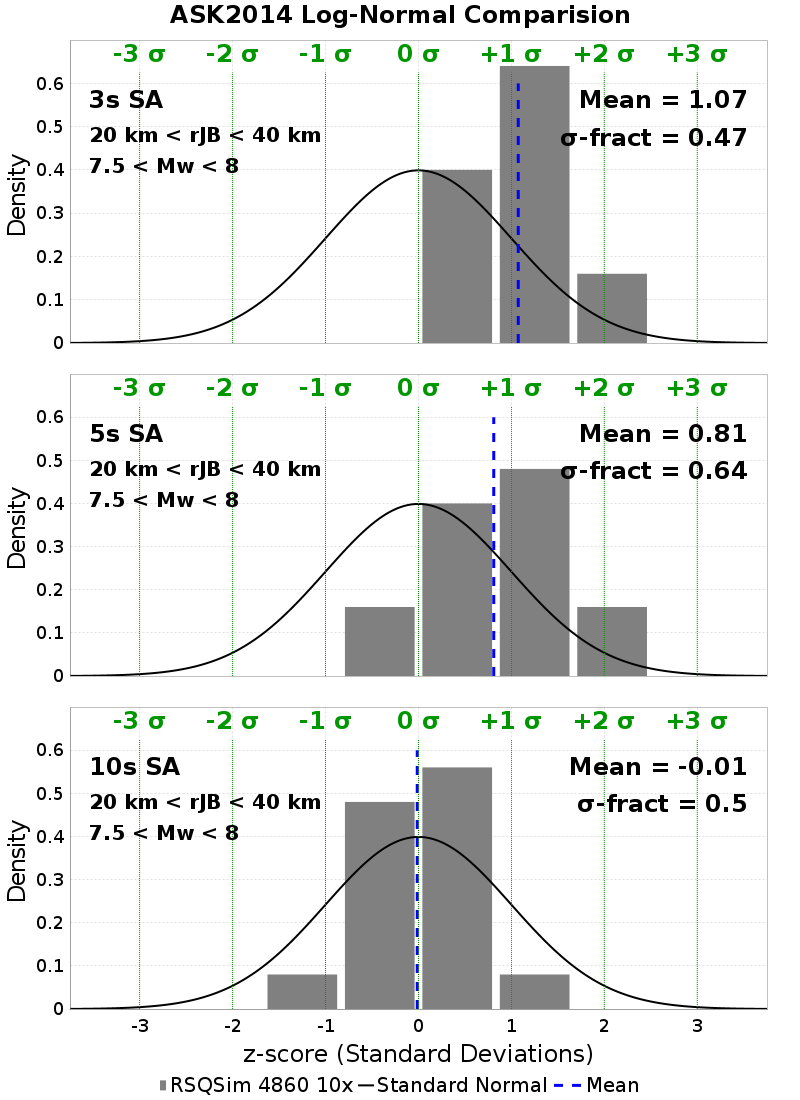 ASK2014 Log-Normal Comparision
-3 σ -2 σ -1 σ 0 σ +1 σ +2 σ +3 σ
3s SA
20 km < rJB < 40 km
7.5 < Mw < 8
Mean = 1.07
σ-fract = 0.47
Density
0.6
0.5
0.4
0.3
0.2
0.1
0
-3 σ -2 σ -1 σ 0 σ +1 σ +2 σ +3 σ
5s SA
20 km < rJB < 40 km
7.5 < Mw < 8
Mean = 0.81
σ-fract = 0.64
Density
0.6
0.5
0.4
0.3
0.2
0.1
0
-3 σ -2 σ -1 σ 0 σ +1 σ +2 σ +3 σ
10s SA
20 km < rJB < 40 km
7.5 < Mw < 8
Mean = -0.01
σ-fract = 0.5
Density
0.6
0.5
0.4
0.3
0.2
0.1
0
-3 -2 -1 0 1 2 3
z-score (Standard Deviations)
RSQSim 4860 10x Standard Normal Mean